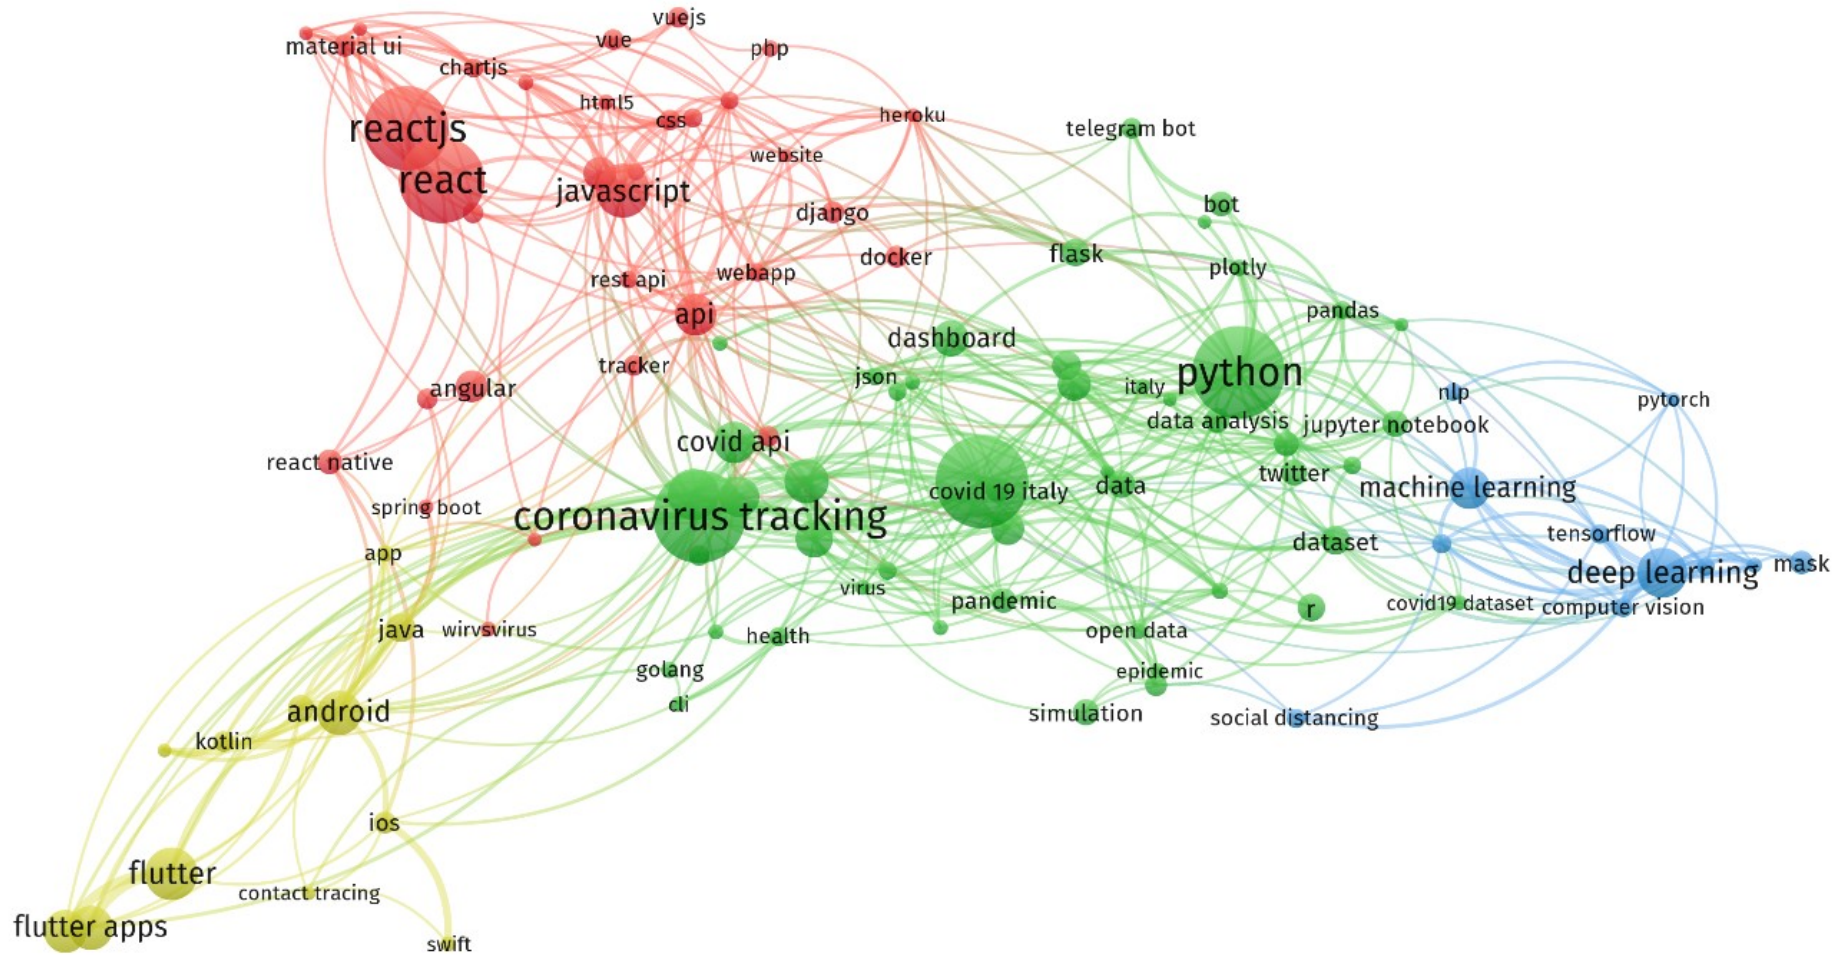 vuejs
vue
material ui
php
chartjs
html5
heroku
css
reactjs
telegram bot
website
react
javascript
bot
django
flask
docker
plotly
rest api
webapp
pandas
api
dashboard
tracker
json
python
italy
angular
nlp
pytorch
data analysis
jupyter notebook
covid api
react native
twitter
covid 19 italy
data
machine learning
spring boot
coronavirus tracking
tensorflow
dataset
app
mask
deep learning
virus
pandemic
covid19 dataset
computer vision
r
java
wirvsvirus
health
open data
golang
epidemic
cli
android
simulation
social distancing
kotlin
ios
flutter
contact tracing
flutter apps
swift